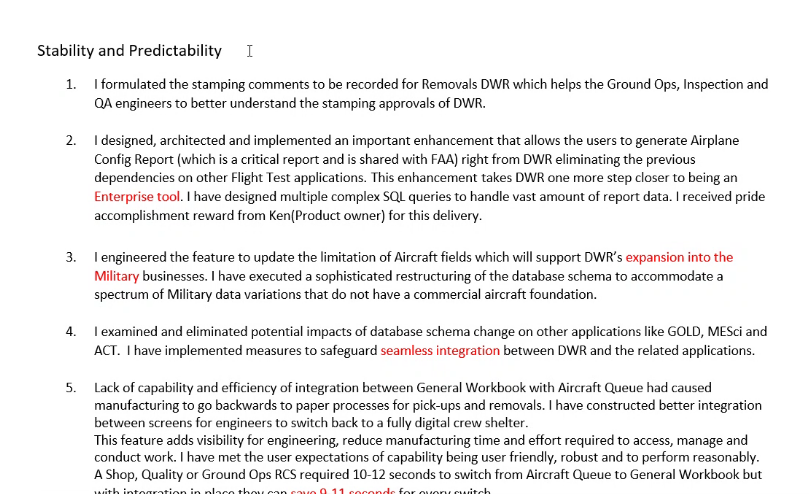 Stability and Predictability
1. I formulated the stamping comments to be recorded for Removals DWR which helps the Ground Ops, Inspection and
QA engineers to better understand the stamping approvals of DWR.
2. I designed, architected and implemented an important enhancement that allows the users to generate Airplane
Config Report (which is a critical report and is shared with FAA) right from DWR eliminating the previous
dependencies on other Flight Test applications. This enhancement takes DWR one more step closer to being an
Enterprise tool. I have designed multiple complex SQL queries to handle vast amount of report data. I received pride
accomplishment reward from Ken(Product owner) for this delivery.
3. I engineered the feature to update the limitation of Aircraft fields which will support DWR's expansion into the
Military businesses. I have executed a sophisticated restructuring of the database schema to accommodate a
spectrum of Military data variations that do not have a commercial aircraft foundation.
4. I examined and eliminated potential impacts of database schema change on other applications like GOLD, MESci and
ACT. I have implemented measures to safeguard seamless integration between DWR and the related applications.
5. Lack of capability and efficiency of integration between General Workbook with Aircraft Queue had caused
manufacturing to go backwards to paper processes for pick-ups and removals. I have constructed better integration
between screens for engineers to switch back to a fully digital crew shelter.
This feature adds visibility for engineering, reduce manufacturing time and effort required to access, manage and
conduct work. I have met the user expectations of capability being user friendly, robust and to perform reasonably.
A Shop, Quality or Ground Ops RCS required 10-12 seconds to switch from Aircraft Queue to General Workbook but
with integration in place they can save 9-11 seconds for every switch.